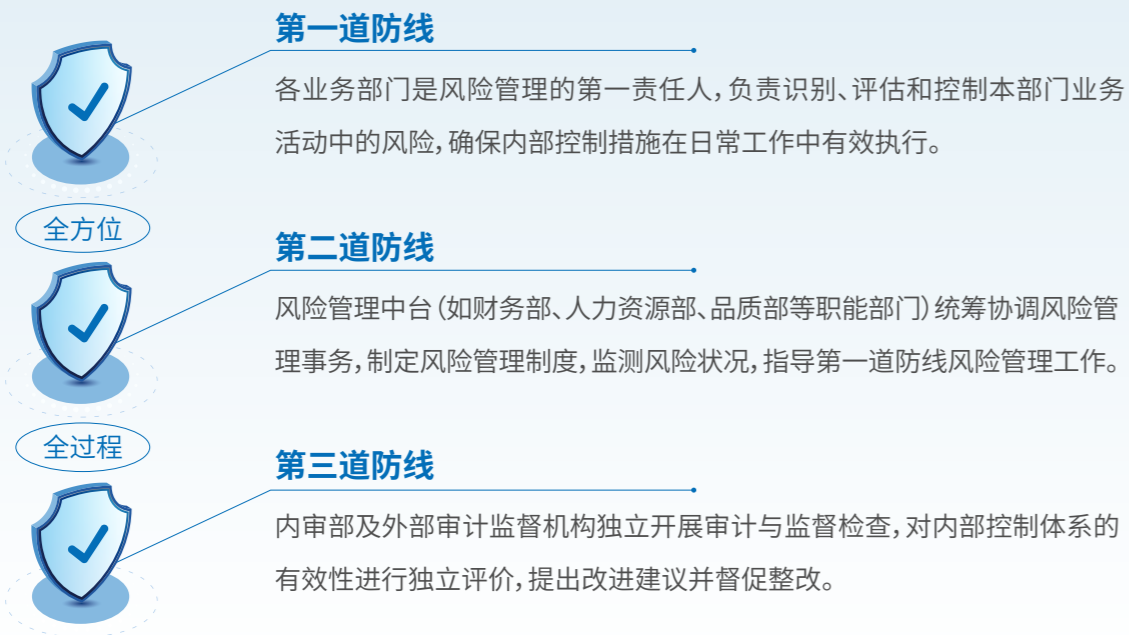 第一道防线
各业务部门是风险管理的第一责任人，负责识别、评估和控制本部门业务
活动中的风险，确保内部控制措施在日常工作中有效执行。
全方位
第二道防线
风险管理中台（如财务部、人力资源部、品质部等职能部门）统筹协调风险管
理事务，制定风险管理制度，监测风险状况，指导第一道防线风险管理工作。
全过程
第三道防线
内审部及外部审计监督机构独立开展审计与监督检查，对内部控制体系的
有效性进行独立评价，提出改进建议并督促整改。